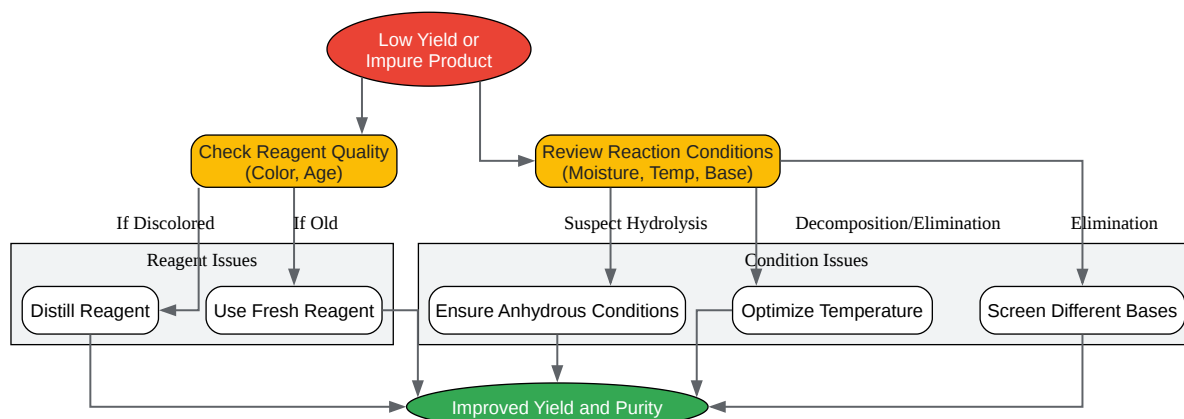 Low Yield or
Impure Product
Check Reagent Quality
(Color, Age)
Review Reaction Conditions
(Moisture, Temp, Base)
If Discolored
If Old
Suspect Hydrolysis
Decomposition/Elimination
Elimination
Reagent Issues
Condition Issues
Distill Reagent
Use Fresh Reagent
Ensure Anhydrous Conditions
Optimize Temperature
Screen Different Bases
Improved Yield and Purity